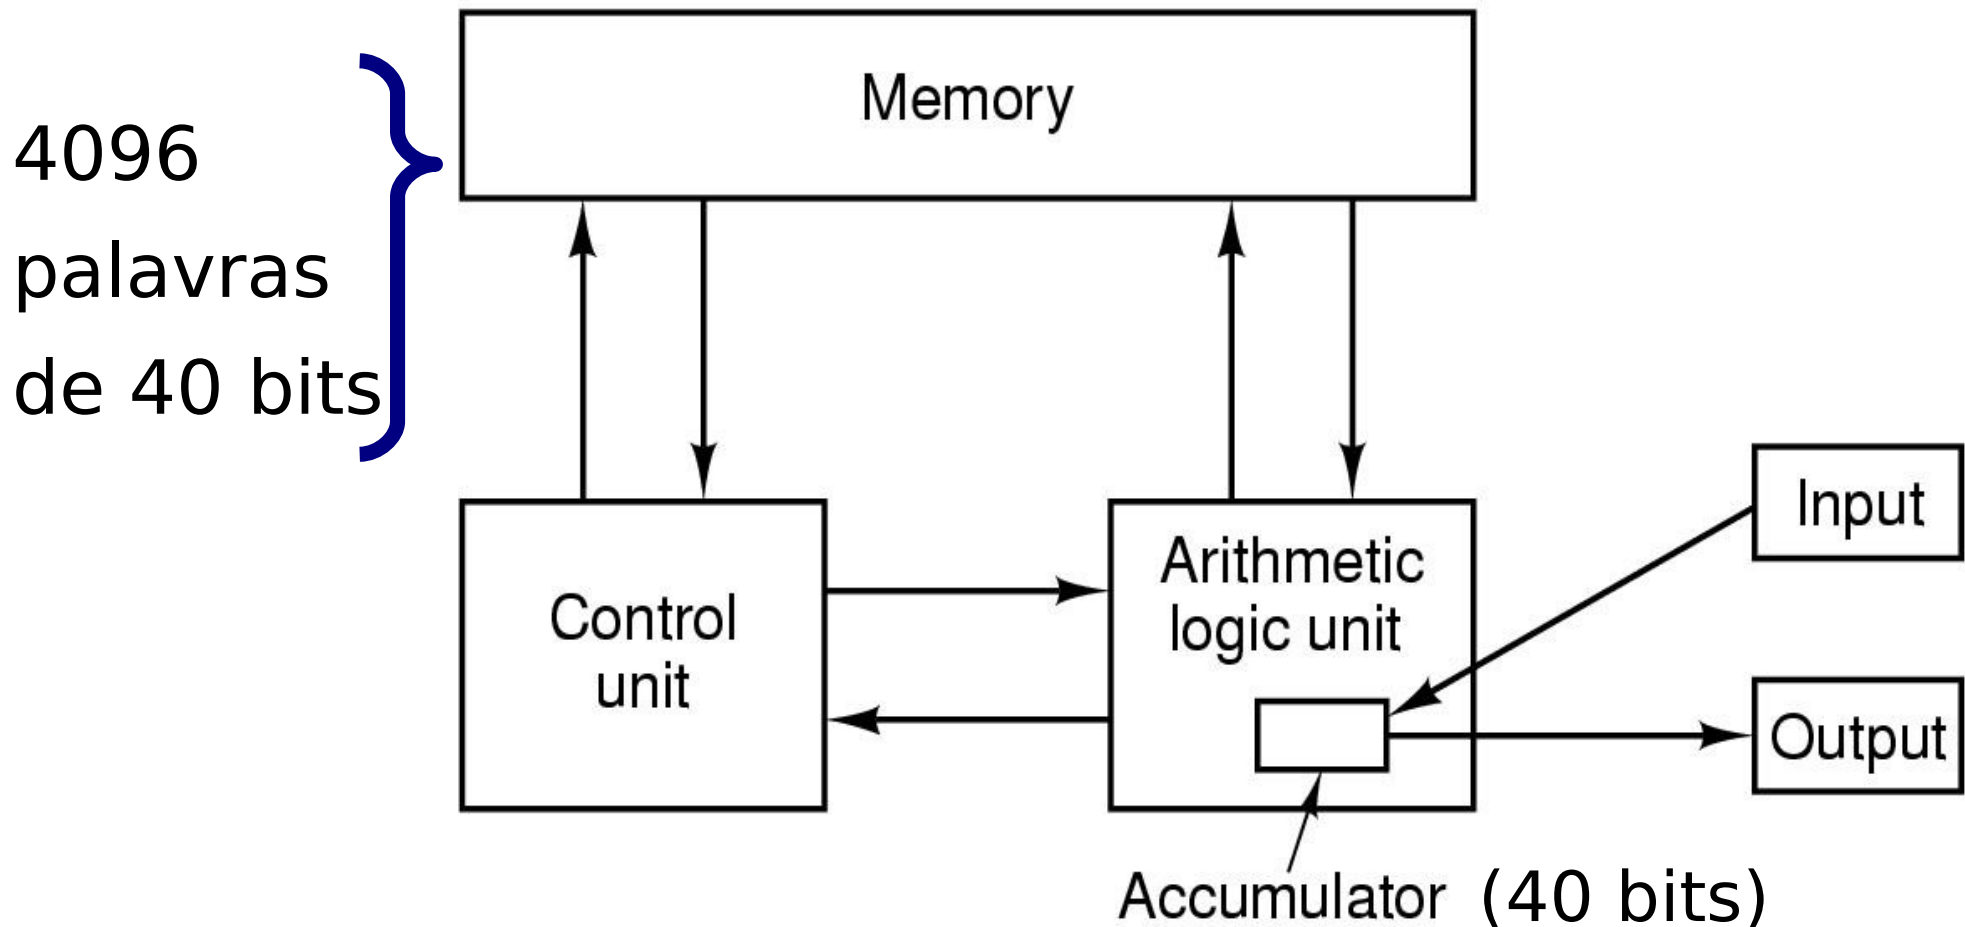 4096
palavras
de 40 bits
Memory
Control
unit
Arithmetic
logic unit
Input
Output
Accumulator (40 bits)